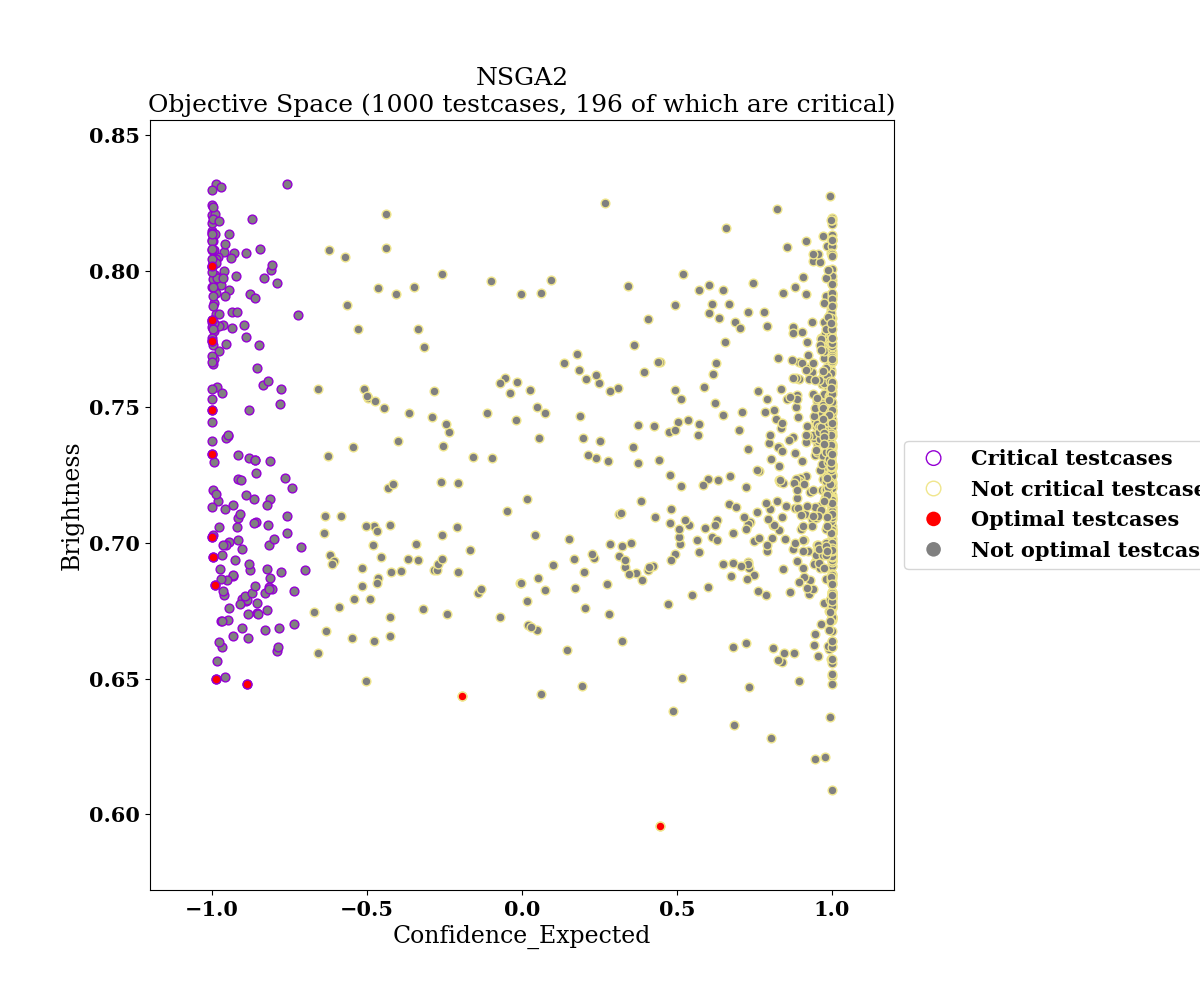 NSGA2
Objective Space (1000 testcases, 196 of which are critical)
0.85
0.80
0.75
0.70
0.65
0.60
Brightness
−1.0
−0.5
0.0
0.5
1.0
Confidence_Expected
Critical testcases
Not critical testcase
Optimal testcases
Not optimal testcas